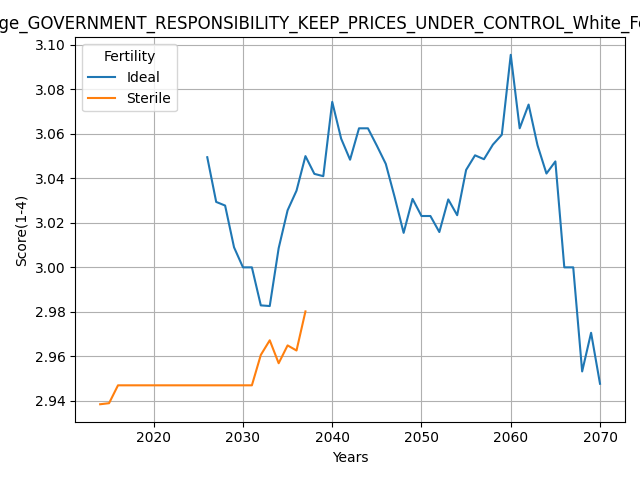 ge_GOVERNMENT_RESPONSIBILITY_KEEP_PRICES_UNDER_CONTROL_White_Fe
Fertility
Ideal
Sterile
Score(1-4)
3.10
3.08
3.06
3.04
3.02
3.00
2.98
2.96
2.94
2020 2030 2040 2050 2060 2070
Years